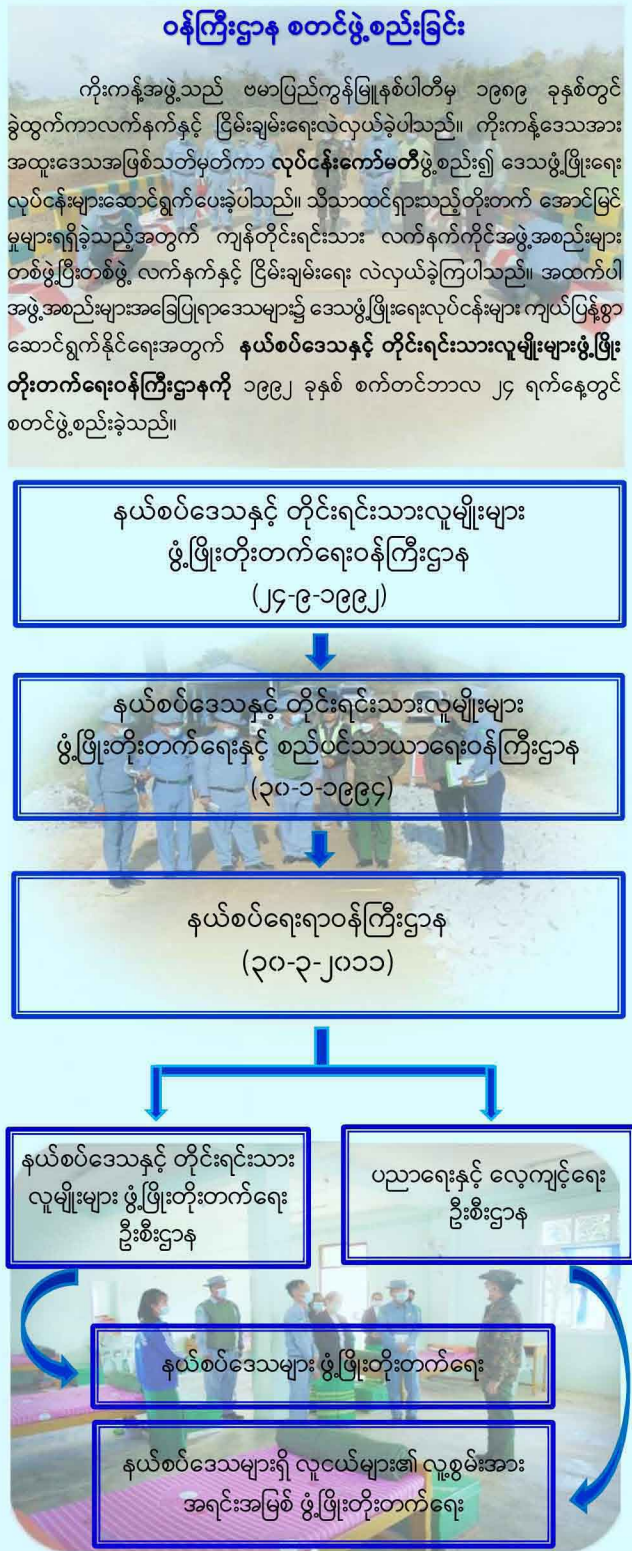 ဝန်ကြီးဌာန စတင်ဖွဲ့စည်းခြင်း
ကိုးကန့်အဖွဲ့သည် ဗမာပြည်ကွန်မြူနစ်ပါတီမှ ၁၉၈၉ ခုနှစ်တွင်
ခွဲထွက်ကာလက်နက်နှင့် ငြိမ်းချမ်းရေးလဲလှယ်ခဲ့ပါသည်။ ကိုးကန့်ဒေသအား
အထူးဒေသအဖြစ်သတ်မှတ်ကာ လုပ်ငန်းကော်မတီဖွဲ့စည်း၍ ဒေသဖွံ့ဖြိုးရေး
လုပ်ငန်းများဆောင်ရွက်ပေးခဲ့ပါသည်။ သိသာထင်ရှားသည့်တိုးတက် အောင်မြင်
မှုများရရှိခဲ့သည့်အတွက် ကျန်တိုင်းရင်းသား လက်နက်ကိုင်အဖွဲ့အစည်းများ
တစ်ဖွဲ့ပြီးတစ်ဖွဲ့ လက်နက်နှင့် ငြိမ်းချမ်းရေး လဲလှယ်ခဲ့ကြပါသည်။ အထက်ပါ
အဖွဲ့အစည်းများအခြေပြုရာဒေသများ၌ ဒေသဖွံ့ဖြိုးရေးလုပ်ငန်းများ ကျယ်ပြန့်စွာ
ဆောင်ရွက်နိုင်ရေးအတွက် နယ်စပ်ဒေသနှင့် တိုင်းရင်းသားလူမျိုးများဖွံ့ဖြိုး
တိုးတက်ရေးဝန်ကြီးဌာနကို ၁၉၉၂ ခုနှစ် စက်တင်ဘာလ ၂၄ ရက်နေ့တွင်
စတင်ဖွဲ့စည်းခဲ့သည်။
နယ်စပ်ဒေသနှင့် တိုင်းရင်းသားလူမျိုးများ
ဖွံ့ဖြိုးတိုးတက်ရေးဝန်ကြီးဌာန
(၂၄-၉-၁၉၉၂)
နယ်စပ်ဒေသနှင့် တိုင်းရင်းသားလူမျိုးများ
ဖွံ့ဖြိုးတိုးတက်ရေးနှင့် စည်ပင်သာယာရေးဝန်ကြီးဌာန
(၃၀-၁-၁၉၉၄)
နယ်စပ်ရေးရာဝန်ကြီးဌာန
(၃၀-၃-၂၀၁၁)
နယ်စပ်ဒေသနှင့် တိုင်းရင်းသား
လူမျိုးများ ဖွံ့ဖြိုးတိုးတက်ရေး
ဦးစီးဌာန
ပညာရေးနှင့် လေ့ကျင့်ရေး
ဦးစီးဌာန
နယ်စပ်ဒေသများ ဖွံ့ဖြိုးတိုးတက်ရေး
နယ်စပ်ဒေသများရှိ လူငယ်များ၏ လူ့စွမ်းအား
အရင်းအမြစ် ဖွံ့ဖြိုးတိုးတက်ရေး